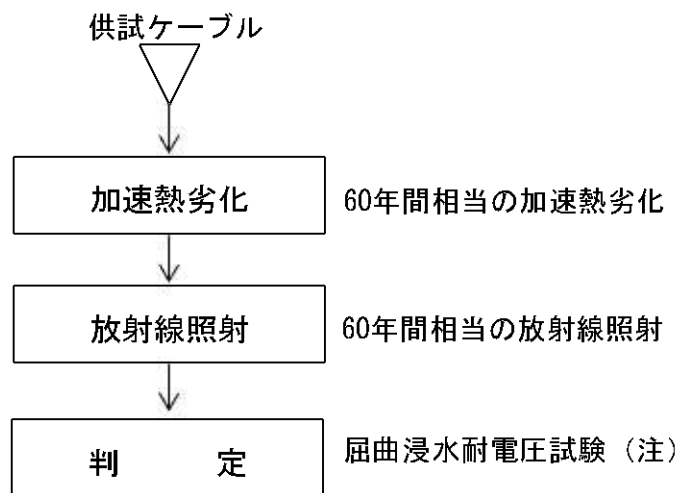 供試ケーブル
加速熱劣化 60年間相当の加速熱劣化
放射線照射 60年間相当の放射線照射
判 定 屈曲浸水耐電圧試験（注）